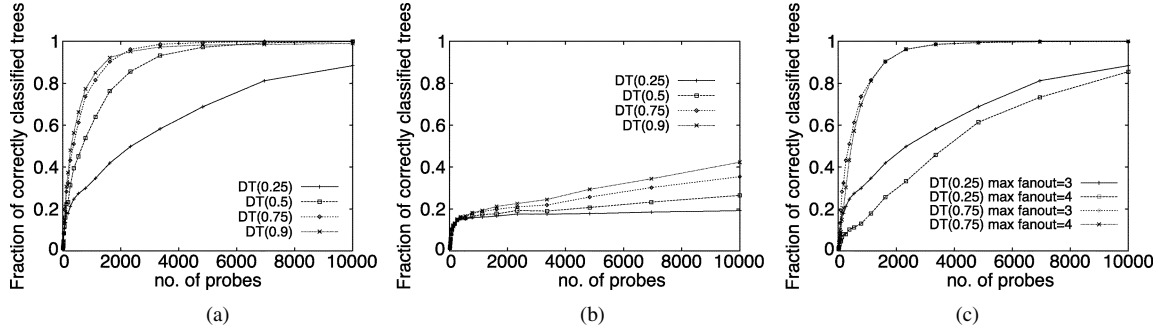 Fraction of correctly classified trees
1
0.8
0.6
0.4
0.2
0
DT(0.25)
DT(0.5)
DT(0.75)
DT(0.9)
0 2000 4000 6000 8000 10000
no. of probes
(a)
Fraction of correctly classified trees
1
0.8
0.6
0.4
0.2
0
DT(0.25)
DT(0.5)
DT(0.75)
DT(0.9)
0 2000 4000 6000 8000 10000
no. of probes
(b)
Fraction of correctly classified trees
1
0.8
0.6
0.4
0.2
0
DT(0.25) max fanout=3
DT(0.25) max fanout=4
DT(0.75) max fanout=3
DT(0.75) max fanout=4
0 2000 4000 6000 8000 10000
no. of probes
(c)